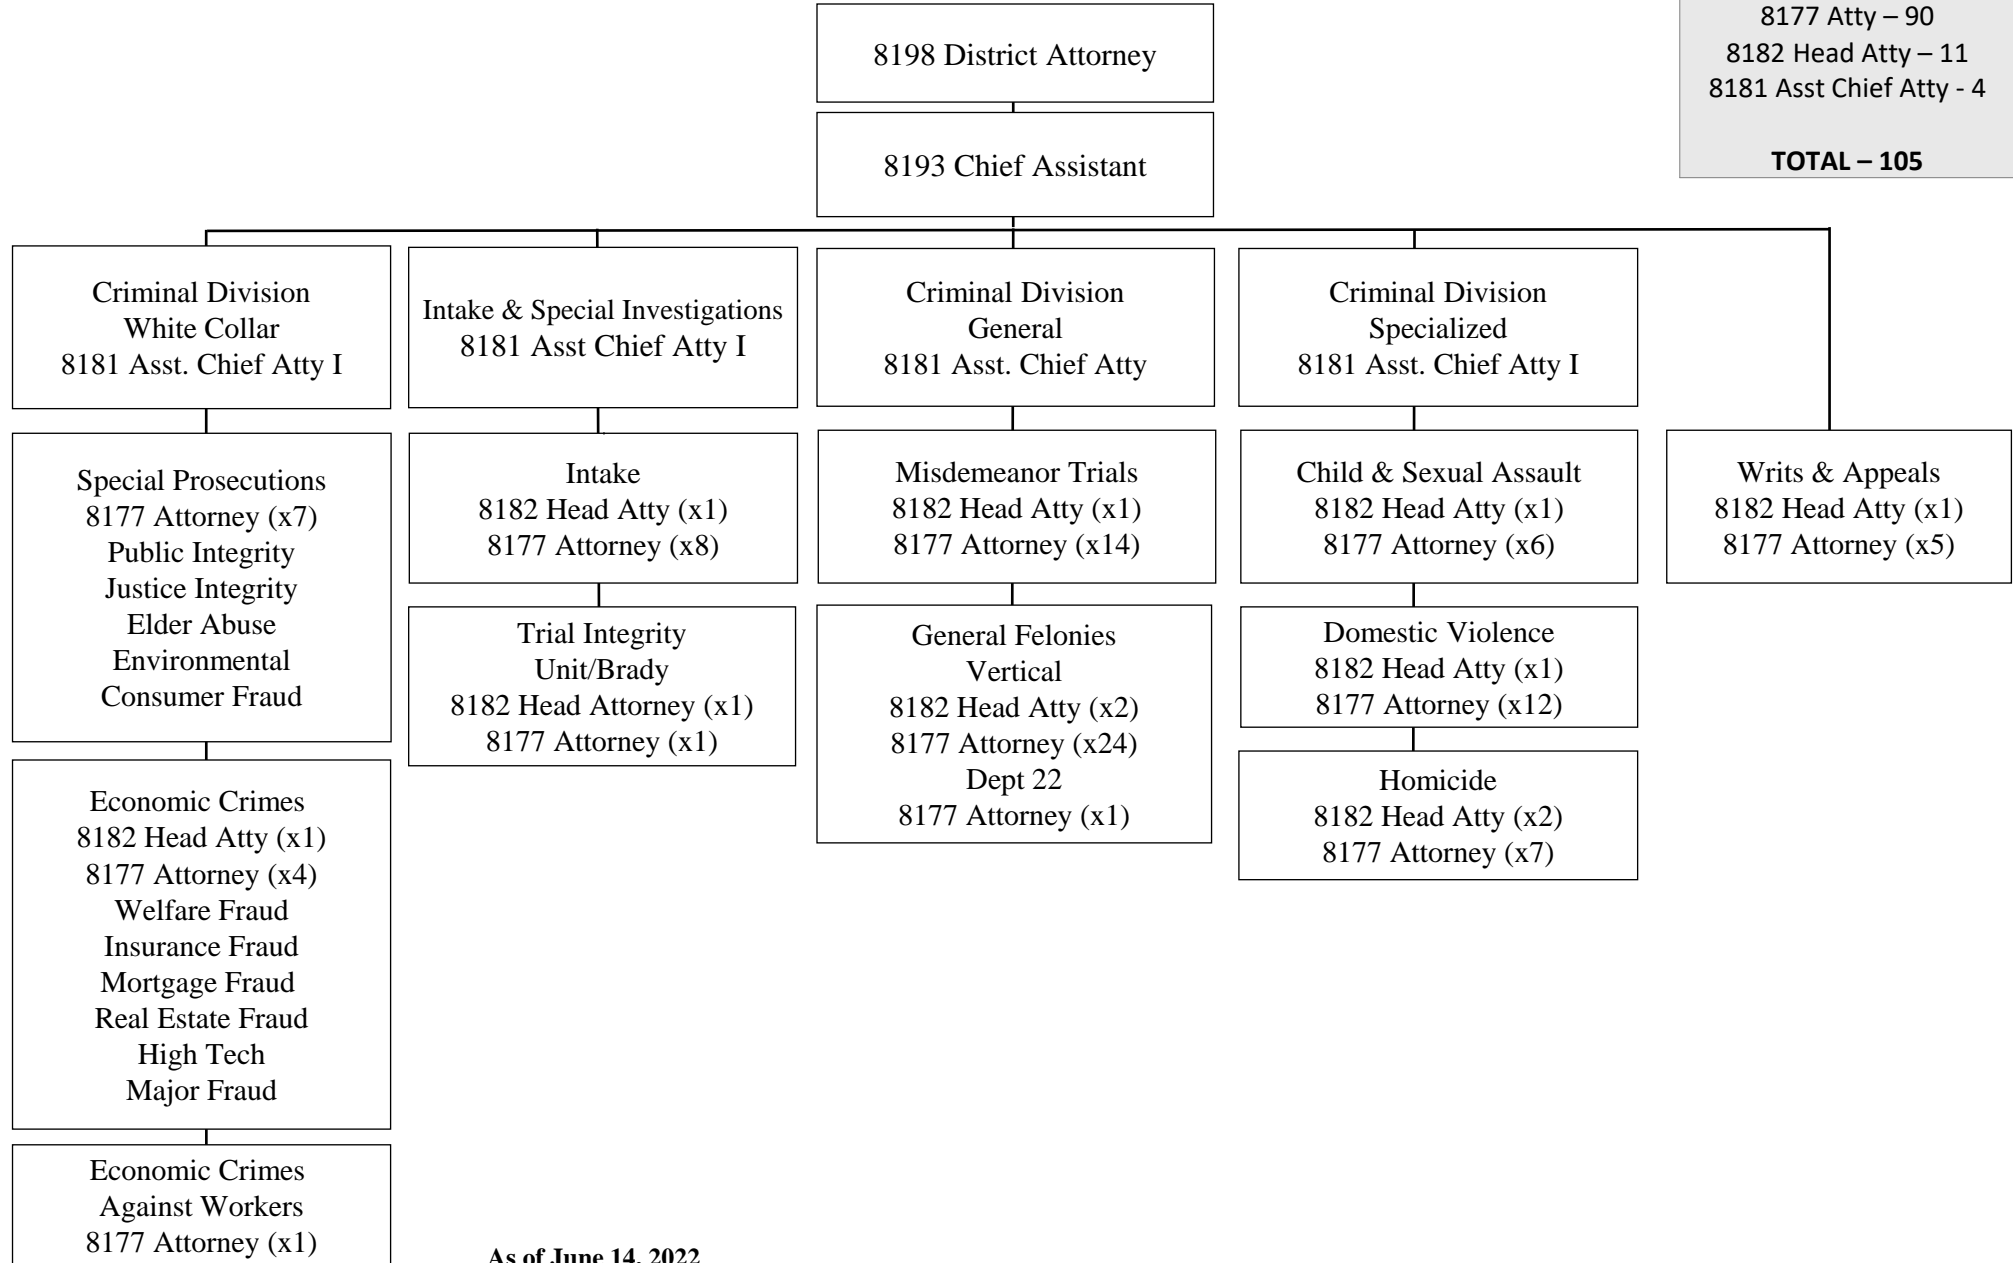 8198 District Attorney
8193 Chief Assistant
8177 Atty – 90
8182 Head Atty – 11
8181 Asst Chief Atty - 4
TOTAL – 105
Criminal Division
White Collar
8181 Asst. Chief Atty I
Special Prosecutions
8177 Attorney (x7)
Public Integrity
Justice Integrity
Elder Abuse
Environmental
Consumer Fraud
Economic Crimes
8182 Head Atty (x1)
8177 Attorney (x4)
Welfare Fraud
Insurance Fraud
Mortgage Fraud
Real Estate Fraud
High Tech
Major Fraud
Economic Crimes
Against Workers
8177 Attorney (x1)
Intake & Special Investigations
8181 Asst Chief Atty I
Intake
8182 Head Atty (x1)
8177 Attorney (x8)
Trial Integrity
Unit/Brady
8182 Head Attorney (x1)
8177 Attorney (x1)
Criminal Division
General
8181 Asst. Chief Atty
Misdemeanor Trials
8182 Head Atty (x1)
8177 Attorney (x14)
General Felonies
Vertical
8182 Head Atty (x2)
8177 Attorney (x24)
Dept 22
8177 Attorney (x1)
Criminal Division
Specialized
8181 Asst. Chief Atty I
Child & Sexual Assault
8182 Head Atty (x1)
8177 Attorney (x6)
Domestic Violence
8182 Head Atty (x1)
8177 Attorney (x12)
Homicide
8182 Head Atty (x2)
8177 Attorney (x7)
Writs & Appeals
8182 Head Atty (x1)
8177 Attorney (x5)
As of June 14, 2022